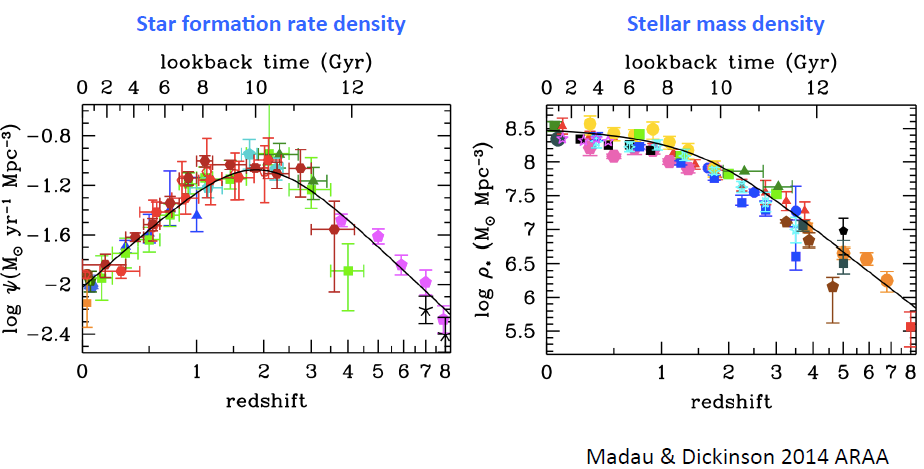 Star formation rate density
lookback time (Gyr)
0 2 4 6 8 10 12
log ψ(M⊙ yr⁻¹ Mpc⁻³)
-0.8
-1.2
-1.6
-2
-2.4
0 1 2 3 4 5 6 7 8
redshift
Stellar mass density
lookback time (Gyr)
0 2 4 6 8 10 12
log ρ* (M⊙ Mpc⁻³)
8.5
8
7.5
7
6.5
6
5.5
0 1 2 3 4 5 6 7 8
redshift
Madau & Dickinson 2014 ARAA